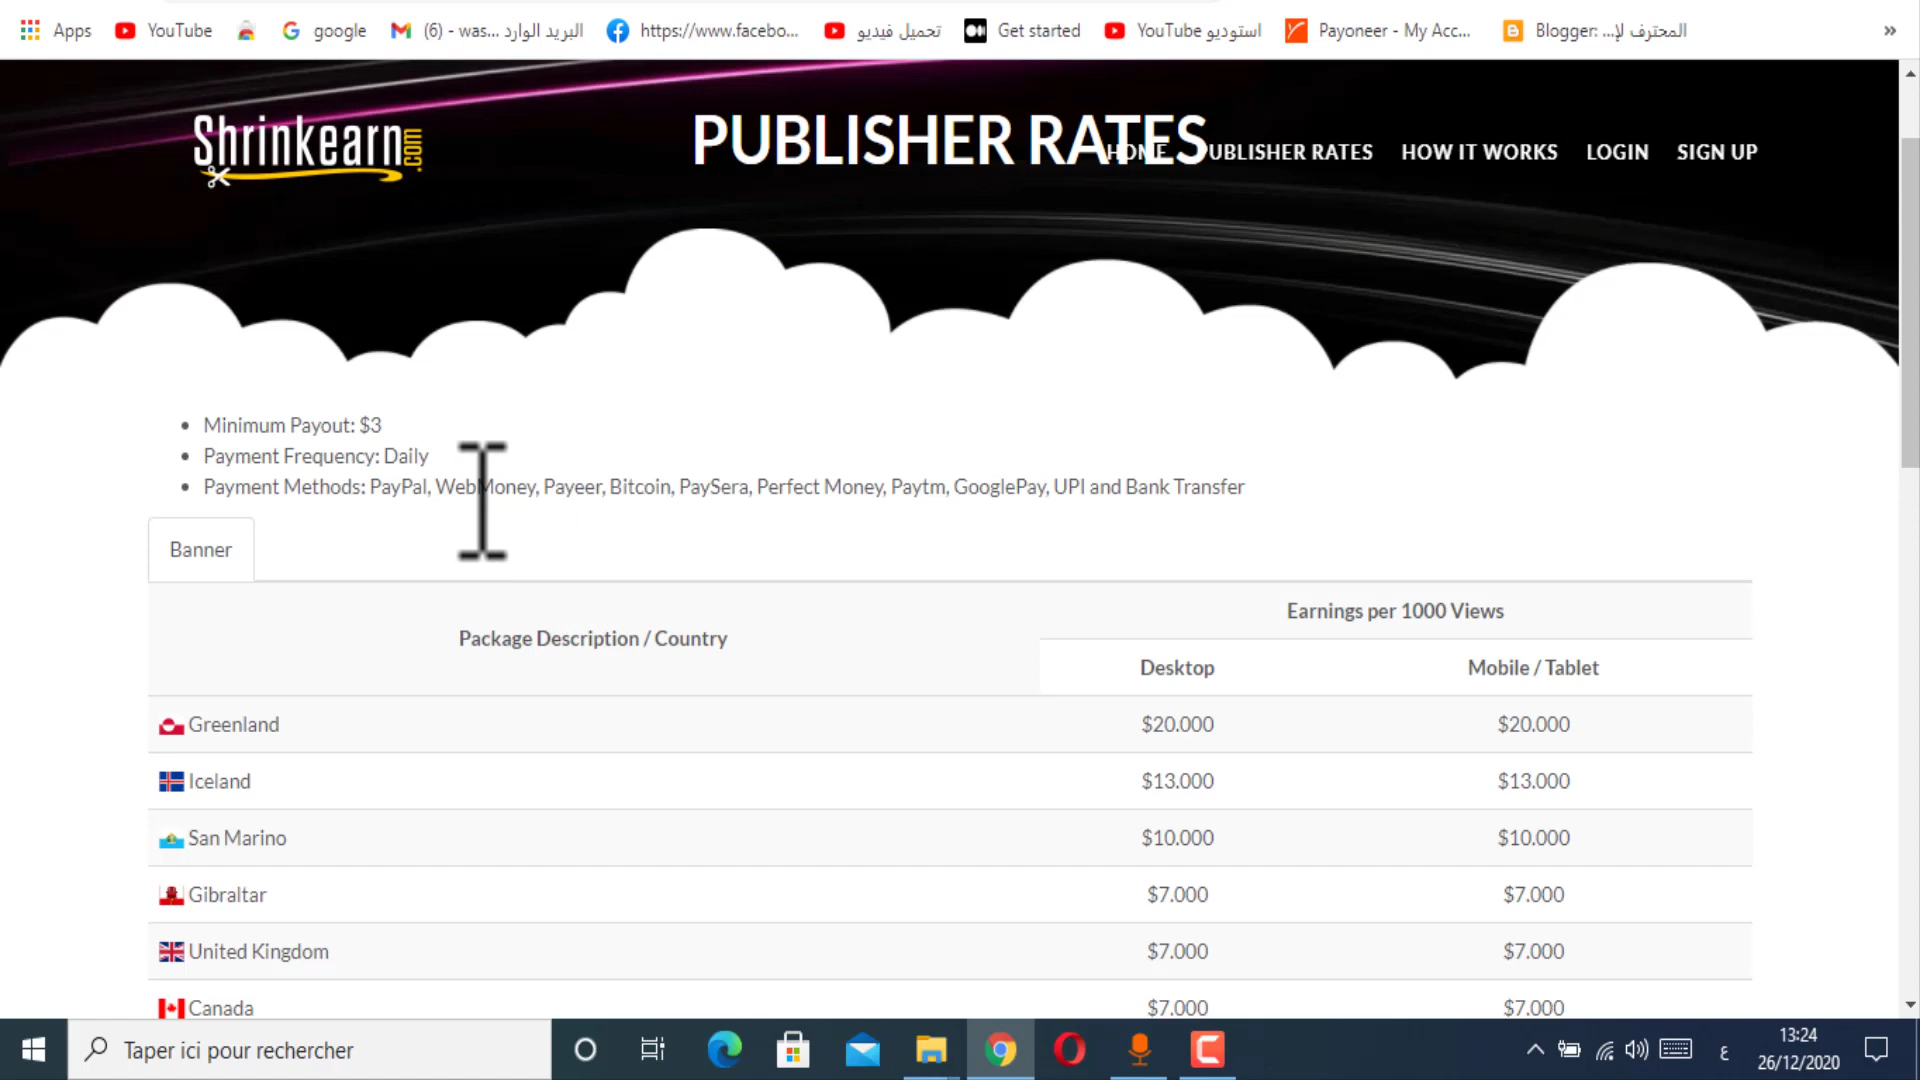 Apps YouTube google (6) - was... البريد الوارد https://www.facebo... تحميل فيديو Get started YouTube استوديو Payoneer - My Acc... Blogger: ...المحترف لإ »
Shrinkearn.com
PUBLISHER RATES
HOME PUBLISHER RATES HOW IT WORKS LOGIN SIGN UP
• Minimum Payout: $3
• Payment Frequency: Daily
• Payment Methods: PayPal, WebMoney, Payeer, Bitcoin, PaySera, Perfect Money, Paytm, GooglePay, UPI and Bank Transfer
Banner
Package Description / Country
Earnings per 1000 Views
Desktop Mobile / Tablet
Greenland $20.000 $20.000
Iceland $13.000 $13.000
San Marino $10.000 $10.000
Gibraltar $7.000 $7.000
United Kingdom $7.000 $7.000
Canada $7.000 $7.000
Taper ici pour rechercher
ع
13:24
26/12/2020